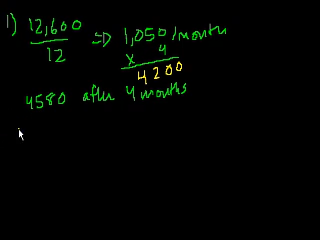 1) 12,600 / 12 => 1,050/month
x 4
4200
4580 after 4 months